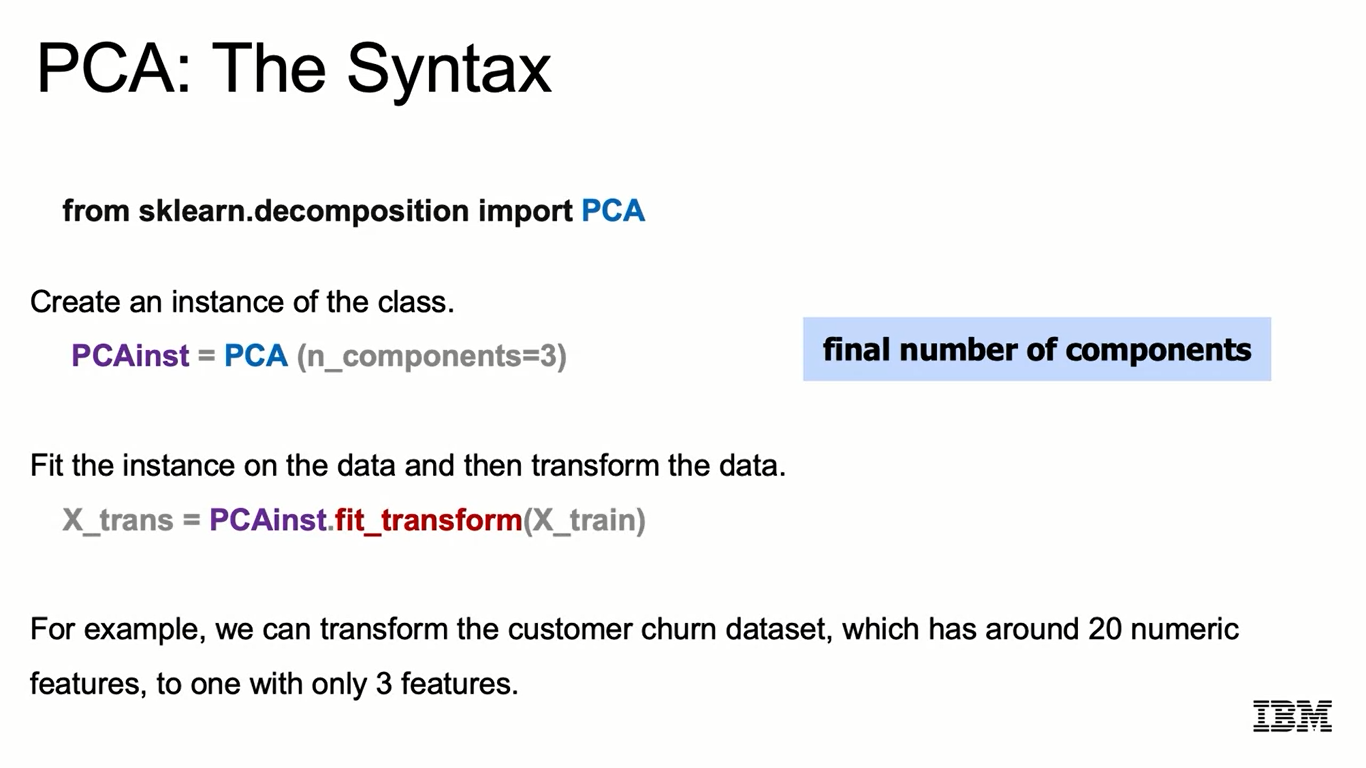 PCA: The Syntax
from sklearn.decomposition import PCA
Create an instance of the class.
PCAinst = PCA (n_components=3)
final number of components
Fit the instance on the data and then transform the data.
X_trans = PCAinst.fit_transform(X_train)
For example, we can transform the customer churn dataset, which has around 20 numeric
features, to one with only 3 features.
IBM